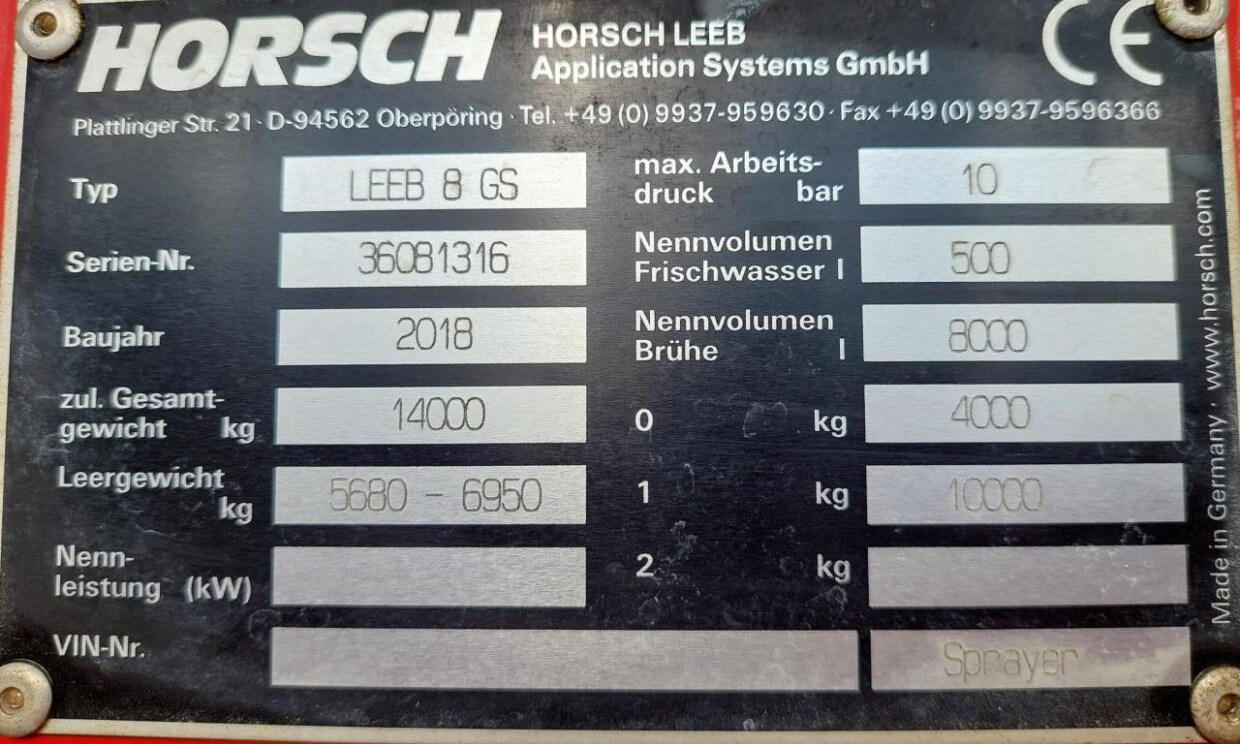 HORSCH
HORSCH LEEB
Application Systems GmbH
CE
Plattlinger Str. 21 · D-94562 Oberpöring · Tel. +49 (0) 9937-959630 · Fax +49 (0) 9937-9596366
Typ LEEB 8 GS
Serien-Nr. 36081316
Baujahr 2018
zul. Gesamt-
gewicht kg 14000
Leergewicht
kg 5680 - 6950
Nenn-
leistung (kW)
VIN-Nr.
max. Arbeits-
druck bar 10
Nennvolumen
Frischwasser l 500
Nennvolumen
Brühe l 8000
0 kg 4000
1 kg 10000
2 kg
Sprayer
Made in Germany · www.horsch.com